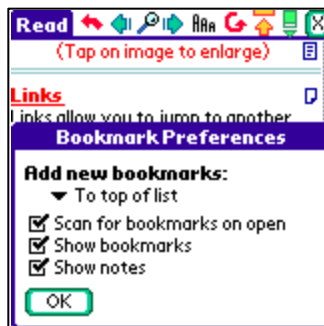 Read AAA
(Tap on image to enlarge)
Links
Links allow you to jump to another
Bookmark Preferences
Add new bookmarks:
To top of list
Scan for bookmarks on open
Show bookmarks
Show notes
OK